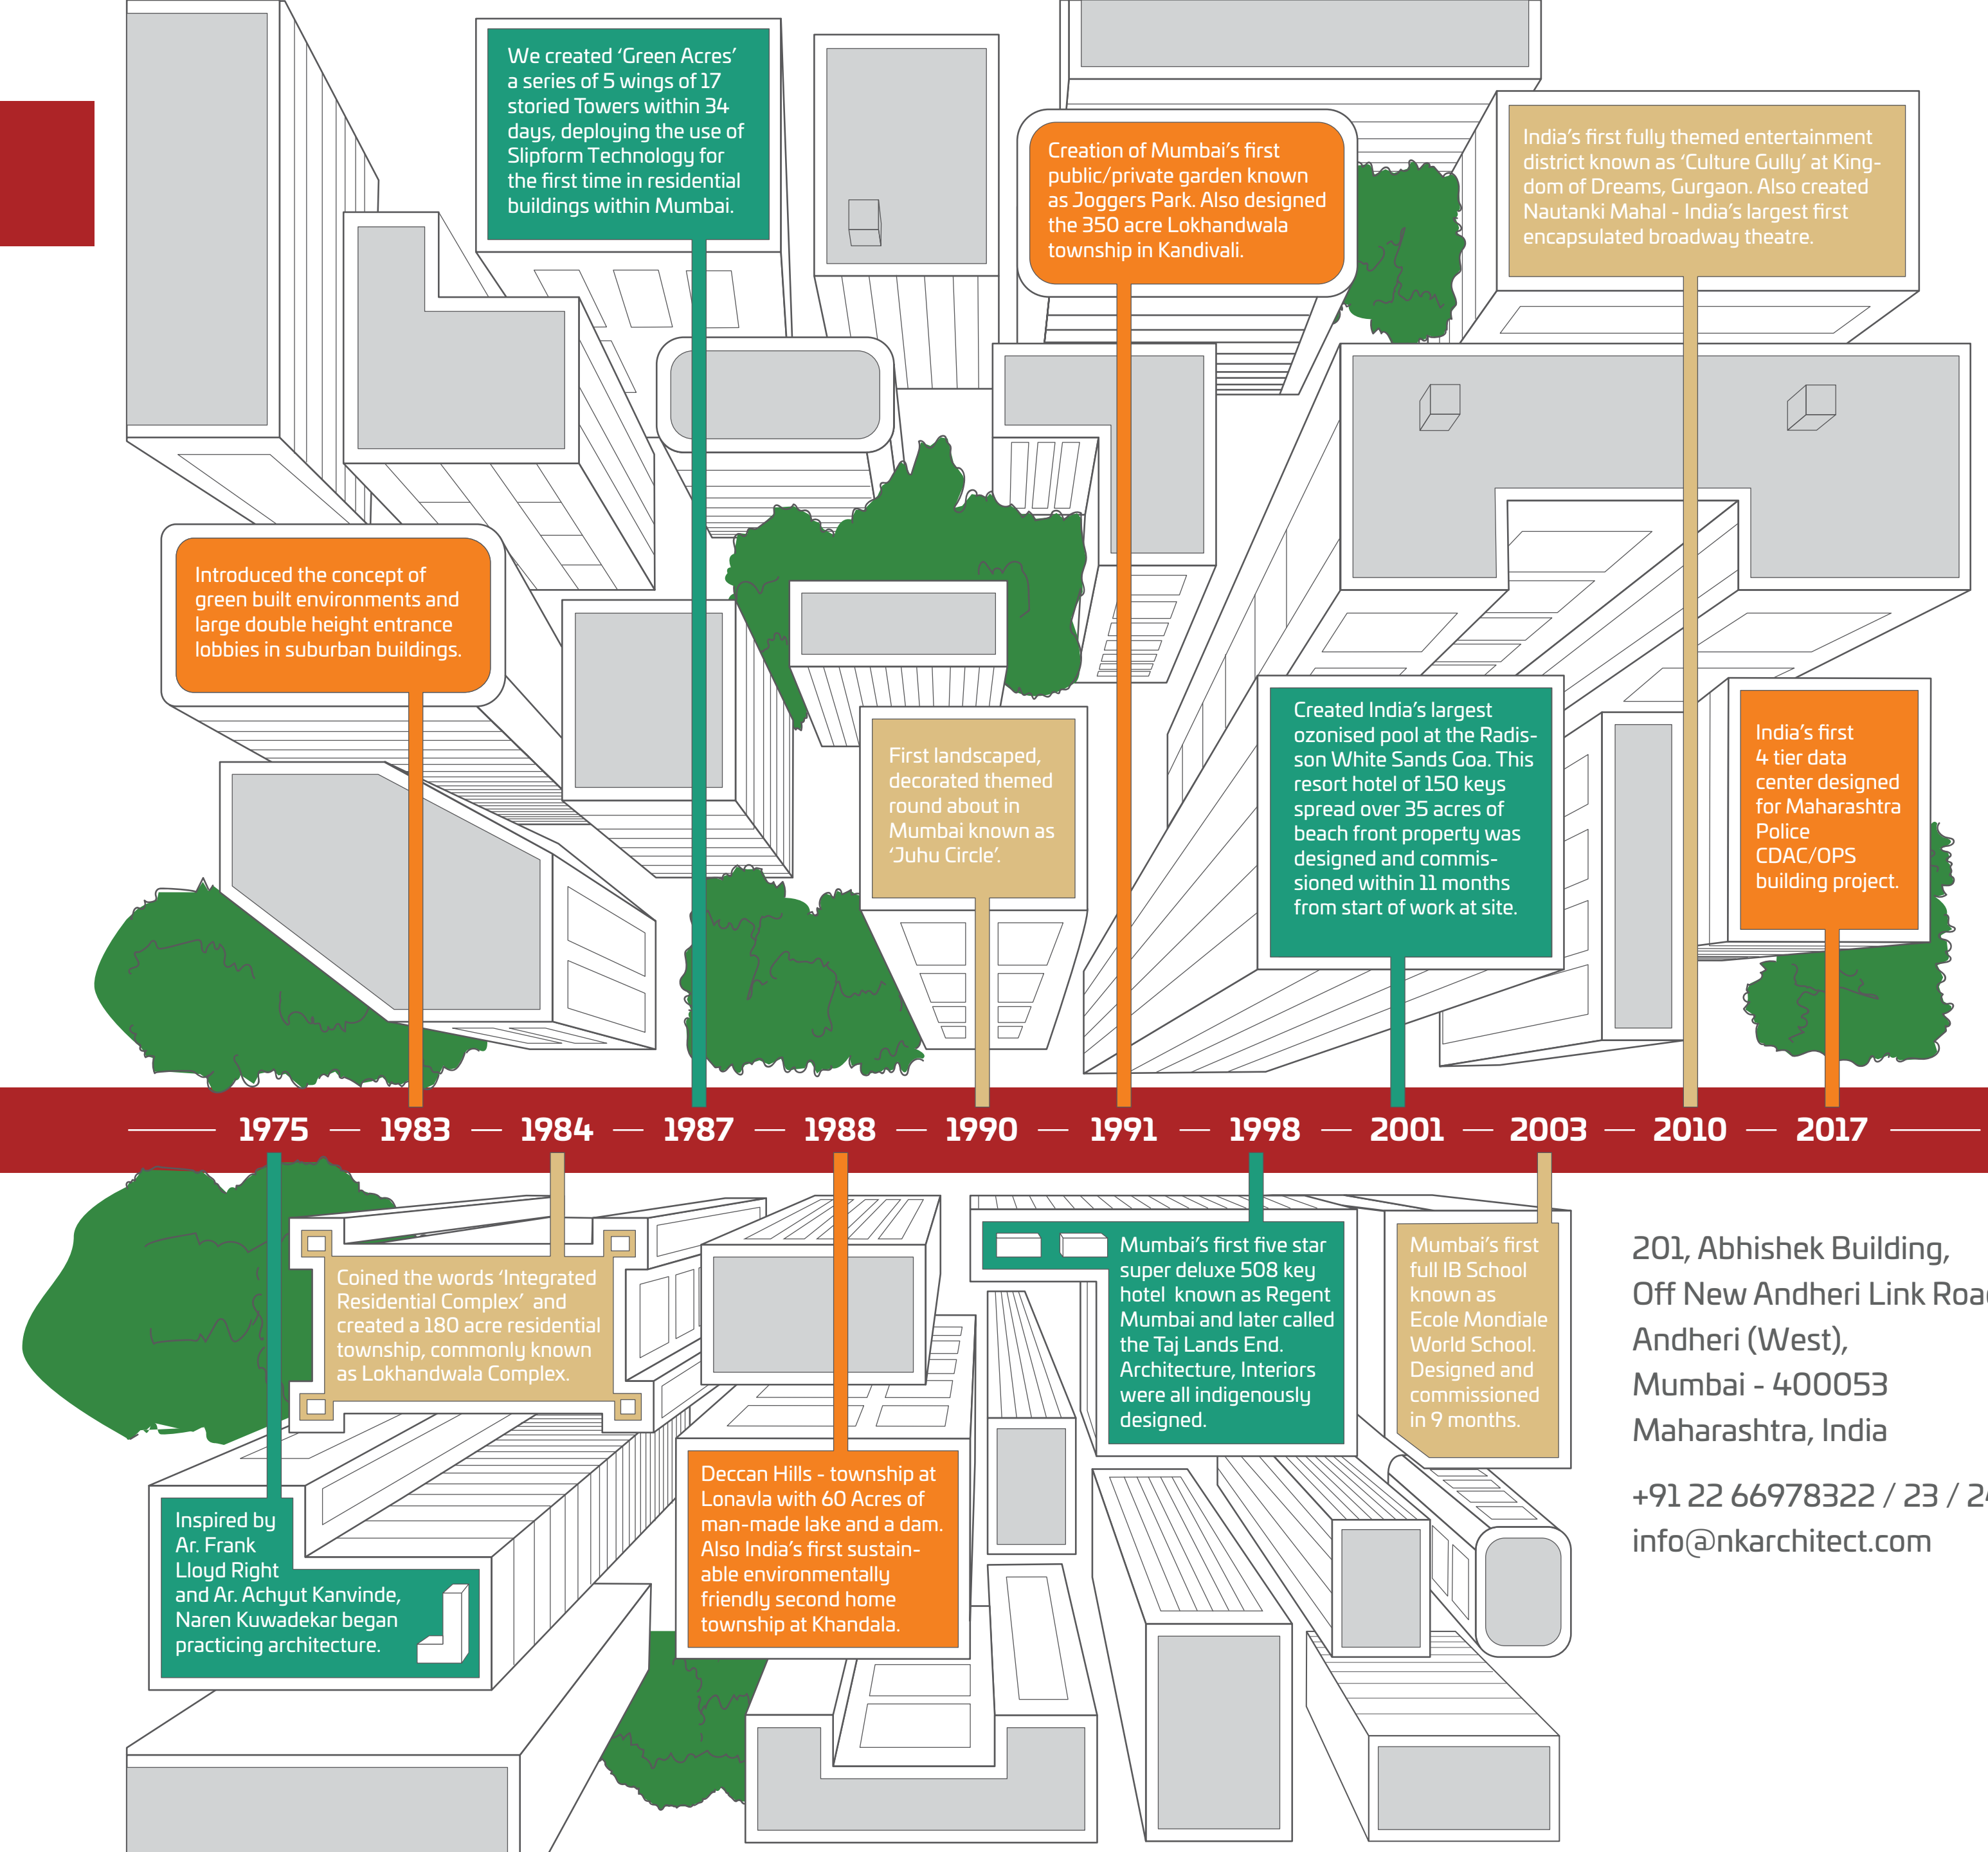 We created ‘Green Acres’
a series of 5 wings of 17
storied Towers within 34
days, deploying the use of
Slipform Technology for
the first time in residential
buildings within Mumbai.
Creation of Mumbai’s first
public/private garden known
as Joggers Park. Also designed
the 350 acre Lokhandwala
township in Kandivali.
India’s first fully themed entertainment
district known as ‘Culture Gully’ at King-
dom of Dreams, Gurgaon. Also created
Nautanki Mahal - India’s largest first
encapsulated broadway theatre.
Introduced the concept of
green built environments and
large double height entrance
lobbies in suburban buildings.
First landscaped,
decorated themed
round about in
Mumbai known as
‘Juhu Circle’.
Created India’s largest
ozonised pool at the Radis-
son White Sands Goa. This
resort hotel of 150 keys
spread over 35 acres of
beach front property was
designed and commis-
sioned within 11 months
from start of work at site.
India’s first
4 tier data
center designed
for Maharashtra
Police
CDAC/OPS
building project.
1975 — 1983 — 1984 — 1987 — 1988 — 1990 — 1991 — 1998 — 2001 — 2003 — 2010 — 2017
Inspired by
Ar. Frank
Lloyd Right
and Ar. Achyut Kanvinde,
Naren Kuwadekar began
practicing architecture.
Coined the words ‘Integrated
Residential Complex’ and
created a 180 acre residential
township, commonly known
as Lokhandwala Complex.
Deccan Hills - township at
Lonavla with 60 Acres of
man-made lake and a dam.
Also India’s first sustain-
able environmentally
friendly second home
township at Khandala.
Mumbai’s first five star
super deluxe 508 key
hotel known as Regent
Mumbai and later called
the Taj Lands End.
Architecture, Interiors
were all indigenously
designed.
Mumbai’s first
full IB School
known as
Ecole Mondiale
World School.
Designed and
commissioned
in 9 months.
201, Abhishek Building,
Off New Andheri Link
Andheri (West),
Mumbai - 400053
Maharashtra, India
+91 22 66978322 / 23 /
info@nkarchitect.com